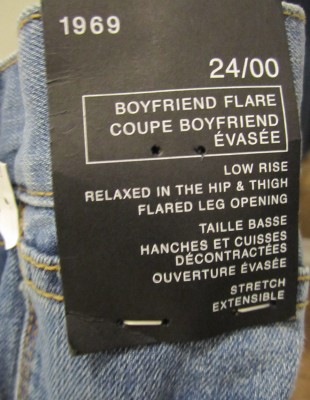 1969
24/00
BOYFRIEND FLARE
COUPE BOYFRIEND
ÉVASÉE
LOW RISE
RELAXED IN THE HIP & THIGH
FLARED LEG OPENING
TAILLE BASSE
HANCHES ET CUISSES
DÉCONTRACTÉES
OUVERTURE ÉVASÉE
STRETCH
EXTENSIBLE